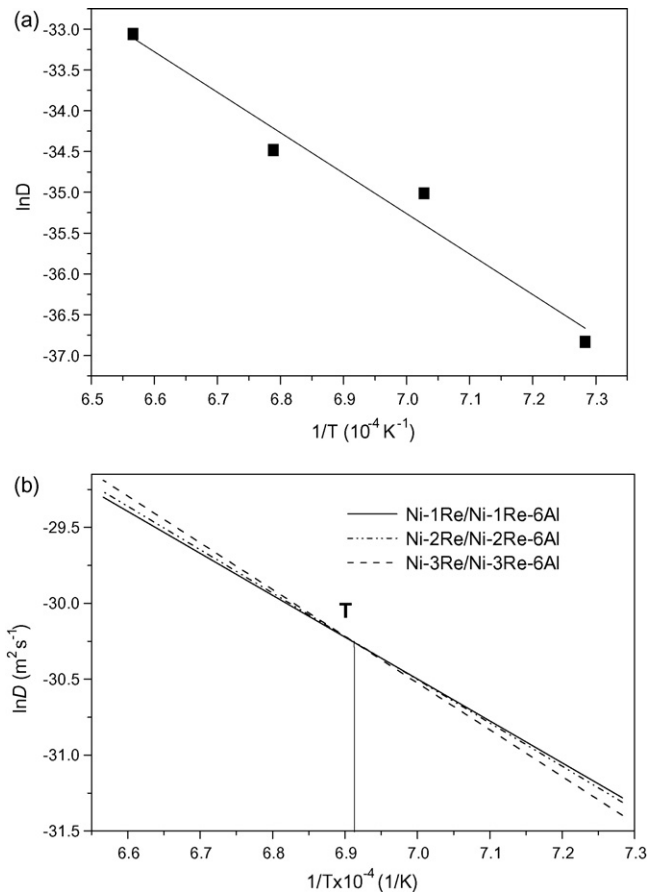 (a)
-33.0
-33.5
-34.0
-34.5
-35.0
-35.5
-36.0
-36.5
-37.0
lnD
6.5 6.6 6.7 6.8 6.9 7.0 7.1 7.2 7.3
1/T (10⁻⁴ K⁻¹)
(b)
Ni-1Re/Ni-1Re-6Al
Ni-2Re/Ni-2Re-6Al
Ni-3Re/Ni-3Re-6Al
T
-29.5
-30.0
-30.5
-31.0
-31.5
lnD (m² s⁻¹)
6.6 6.7 6.8 6.9 7.0 7.1 7.2 7.3
1/Tx10⁻⁴ (1/K)